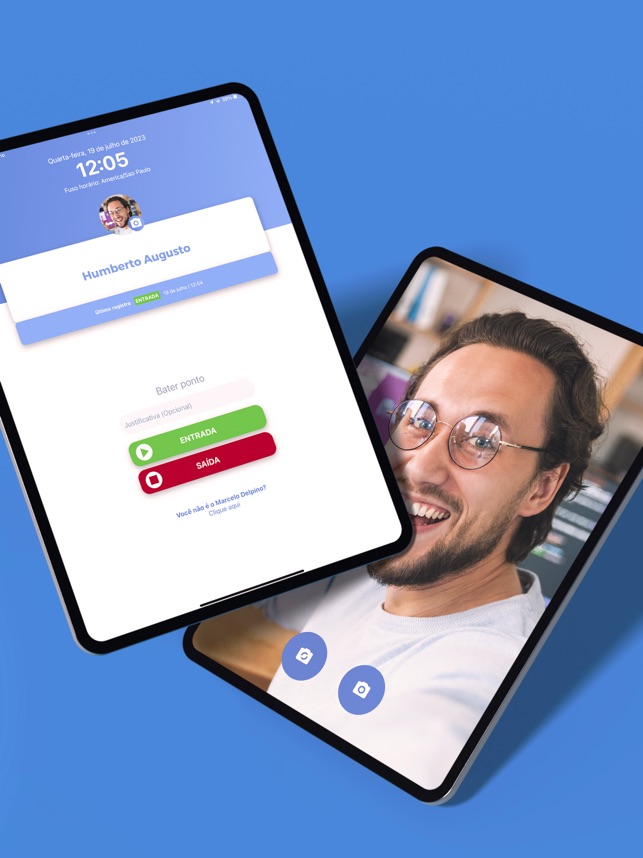 39%
Quarta-feira, 19 de julho de 2023
12:05
Fuso horário: America/Sao Paulo
Humberto Augusto
Último registro ENTRADA 19 de julho | 12:04
Bater ponto
Justificativa (Opcional)
ENTRADA
SAÍDA
Você não é o Marcelo Delpino?
Clique aqui